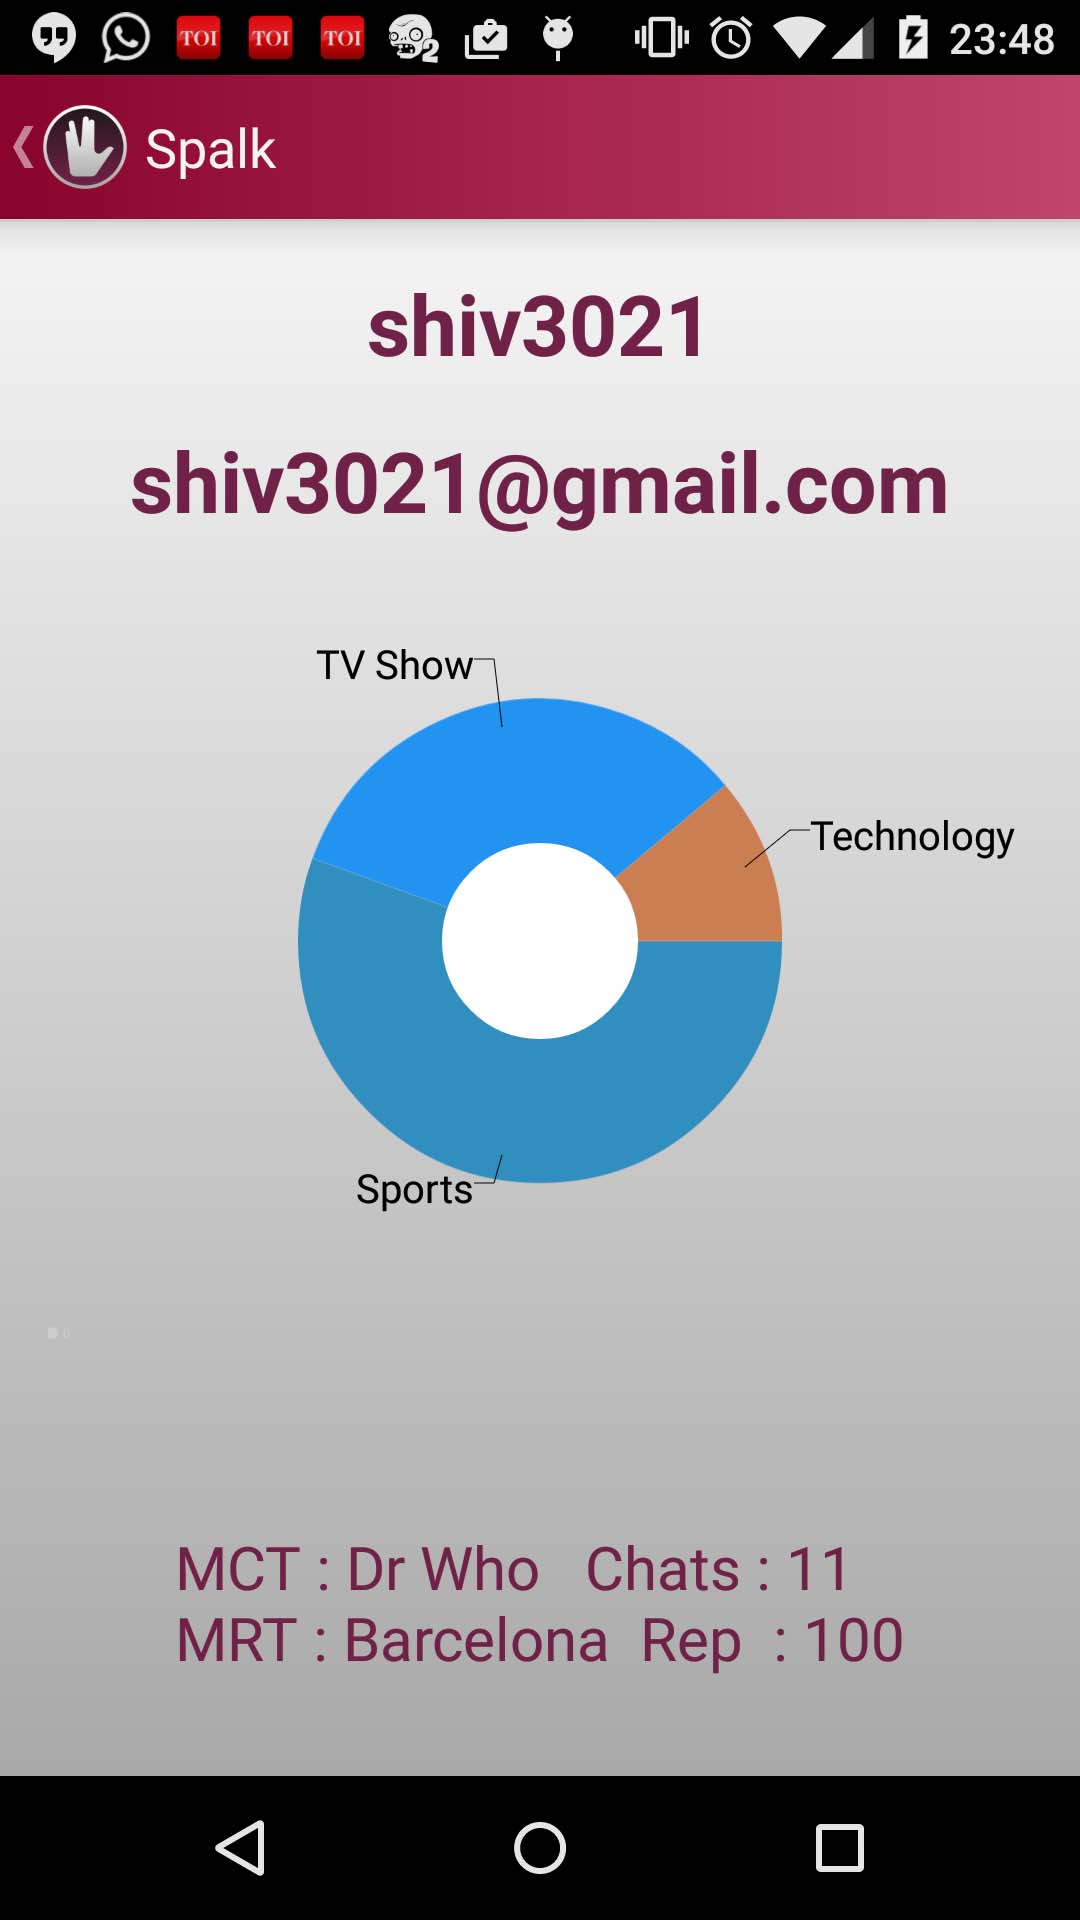 TOI TOI TOI 2 23:48
Spalk
shiv3021
shiv3021@gmail.com
TV Show
Technology
Sports
0
MCT : Dr Who Chats : 11
MRT : Barcelona Rep : 100